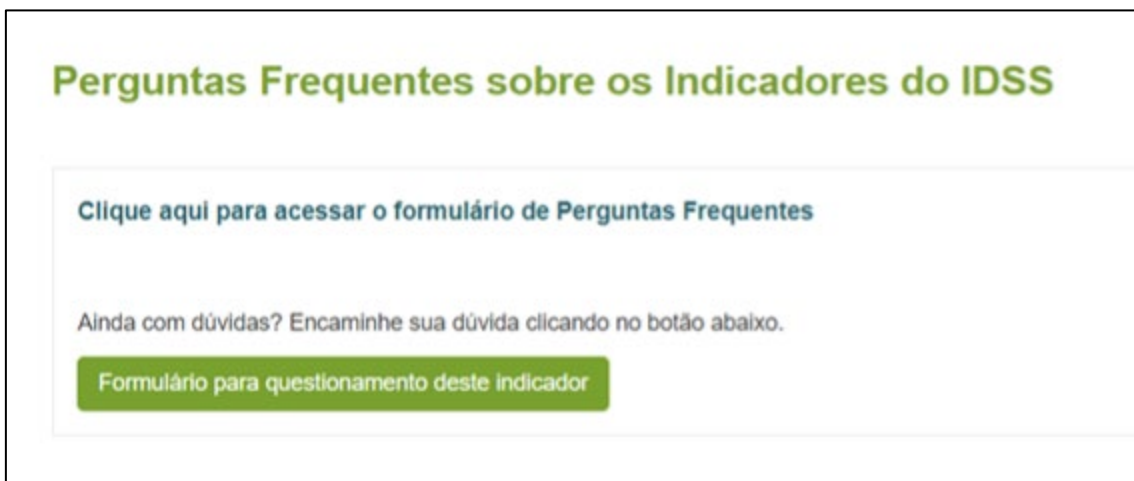 Perguntas Frequentes sobre os Indicadores do IDSS
Clique aqui para acessar o formulário de Perguntas Frequentes
Ainda com dúvidas? Encaminhe sua dúvida clicando no botão abaixo.
Formulário para questionamento deste indicador